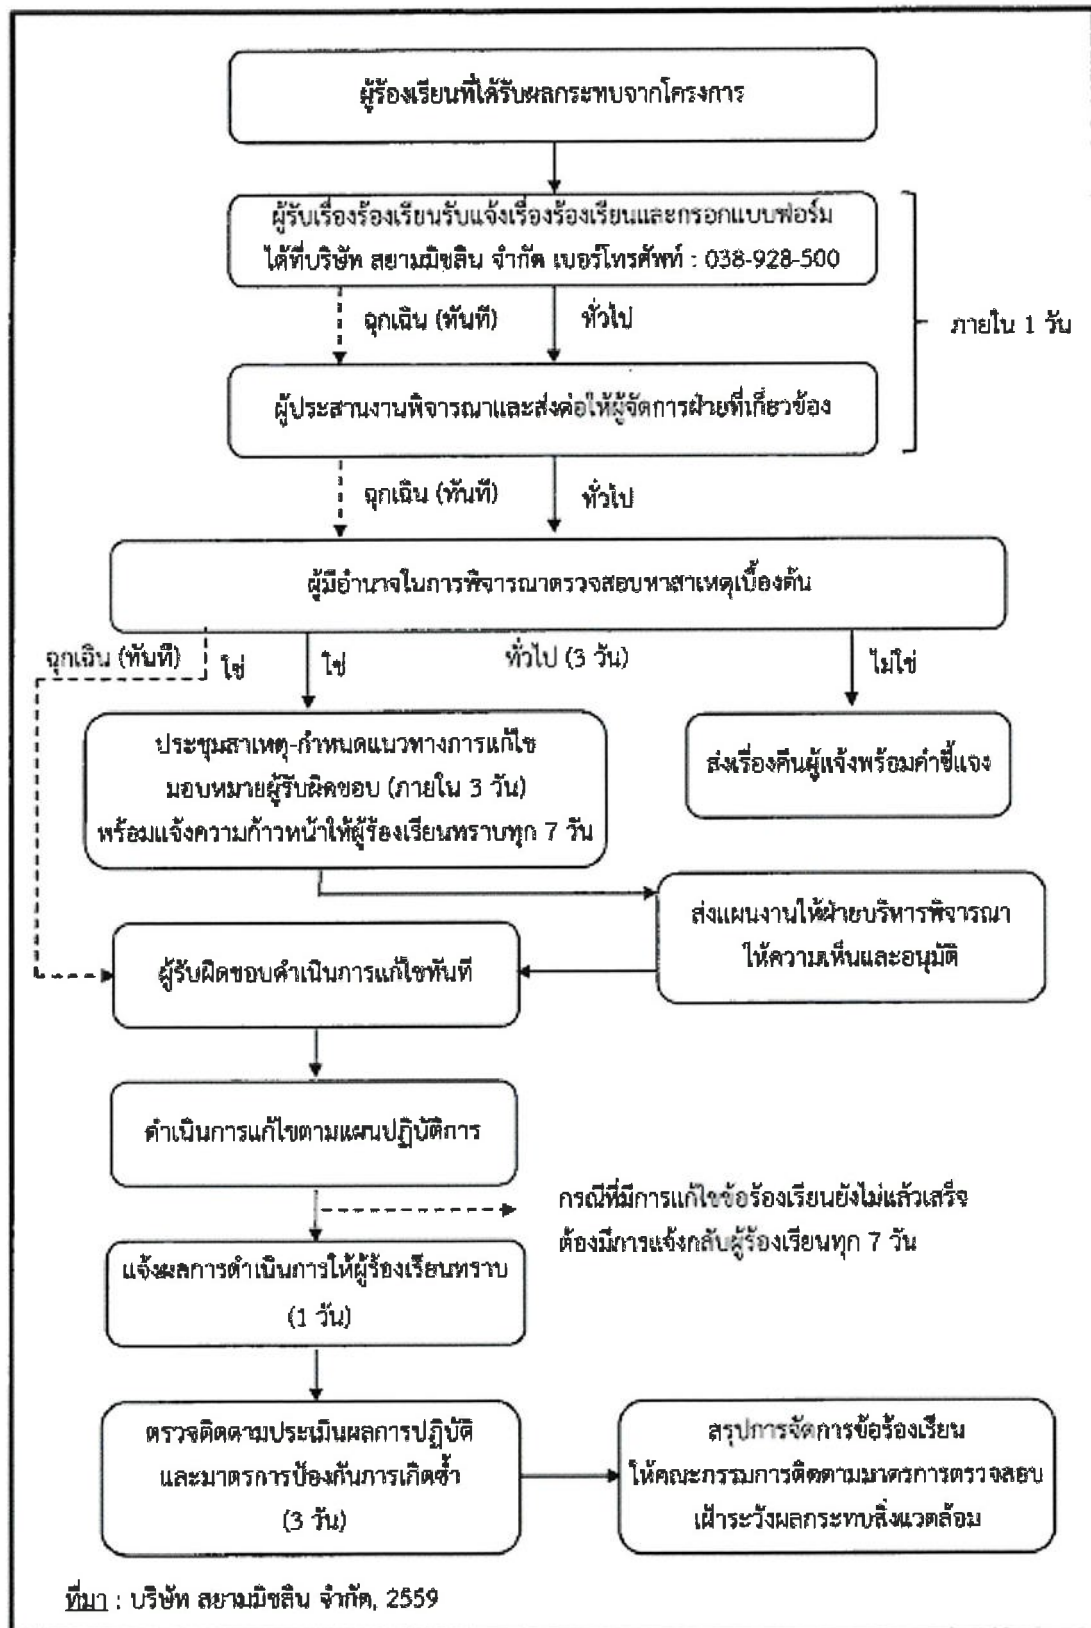 ผู้ร้องเรียนที่ได้รับผลกระทบจากโครงการ
ผู้รับเรื่องร้องเรียนรับแจ้งเรื่องร้องเรียนและกรอกแบบฟอร์ม
ได้ที่บริษัท สยามมิชลิน จำกัด เบอร์โทรศัพท์ : 038-928-500
ฉุกเฉิน (ทันที)
ทั่วไป
ภายใน 1 วัน
ผู้ประสานงานพิจารณาและส่งต่อให้ผู้จัดการฝ่ายที่เกี่ยวข้อง
ฉุกเฉิน (ทันที)
ทั่วไป
ผู้มีอำนาจในการพิจารณาตรวจสอบหาสาเหตุเบื้องต้น
ฉุกเฉิน (ทันที)
ใช่
ใช่
ทั่วไป (3 วัน)
ไม่ใช่
ประชุมสาเหตุ-กำหนดแนวทางการแก้ไข
มอบหมายผู้รับผิดชอบ (ภายใน 3 วัน)
พร้อมแจ้งความก้าวหน้าให้ผู้ร้องเรียนทราบทุก 7 วัน
ส่งเรื่องคืนผู้แจ้งพร้อมคำชี้แจง
ส่งแผนงานให้ฝ่ายบริหารพิจารณา
ให้ความเห็นและอนุมัติ
ผู้รับผิดชอบดำเนินการแก้ไขทันที
ดำเนินการแก้ไขตามแผนปฏิบัติการ
กรณีที่มีการแก้ไขข้อร้องเรียนยังไม่แล้วเสร็จ
ต้องมีการแจ้งกลับผู้ร้องเรียนทุก 7 วัน
แจ้งผลการดำเนินการให้ผู้ร้องเรียนทราบ
(1 วัน)
ตรวจติดตามประเมินผลการปฏิบัติ
และมาตรการป้องกันการเกิดซ้ำ
(3 วัน)
สรุปการจัดการข้อร้องเรียน
ให้คณะกรรมการติดตามมาตรการตรวจสอบ
เฝ้าระวังผลกระทบสิ่งแวดล้อม
ที่มา : บริษัท สยามมิชลิน จำกัด, 2559